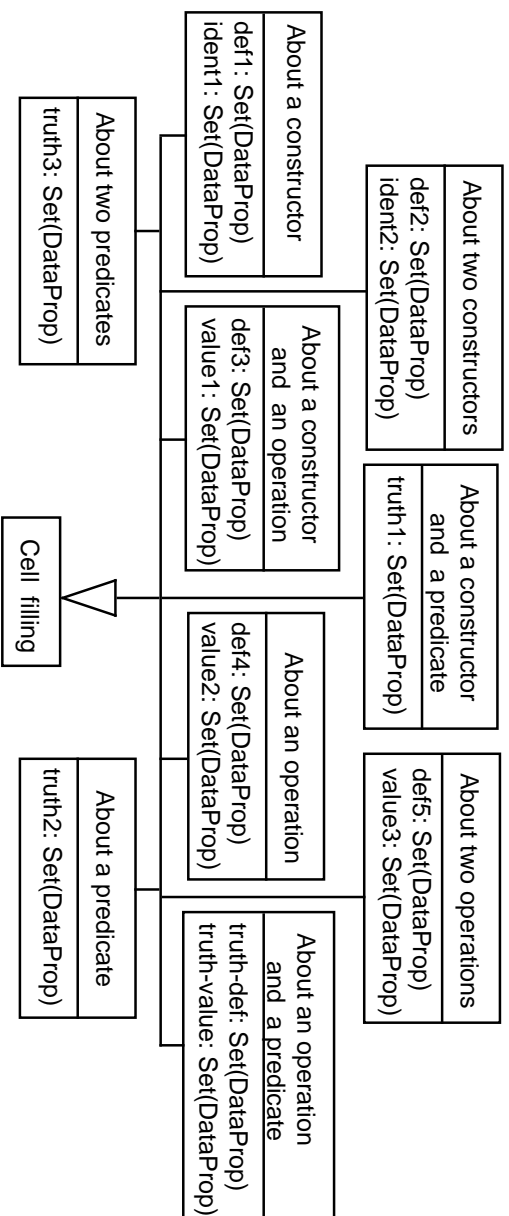 About two constructors
def2: Set(DataProp)
ident2: Set(DataProp)
About a constructor
and a predicate
truth1: Set(DataProp)
About two operations
def5: Set(DataProp)
value3: Set(DataProp)
About a constructor
def1: Set(DataProp)
ident1: Set(DataProp)
About a constructor
and an operation
def3: Set(DataProp)
value1: Set(DataProp)
About an operation
def4: Set(DataProp)
value2: Set(DataProp)
About an operation
and a predicate
truth-def: Set(DataProp)
truth-value: Set(DataProp)
About two predicates
truth3: Set(DataProp)
Cell filling
About a predicate
truth2: Set(DataProp)